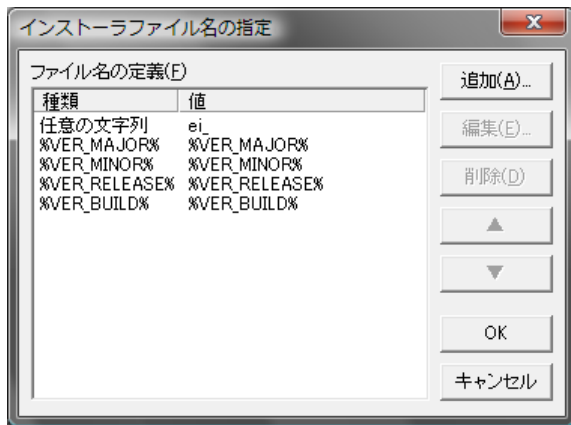 インストーラファイル名の指定
ファイル名の定義(F)
種類 値
任意の文字列 ei_
%VER_MAJOR% %VER_MAJOR%
%VER_MINOR% %VER_MINOR%
%VER_RELEASE% %VER_RELEASE%
%VER_BUILD% %VER_BUILD%
追加(A)...
編集(E)...
削除(D)
▲
▼
OK
キャンセル